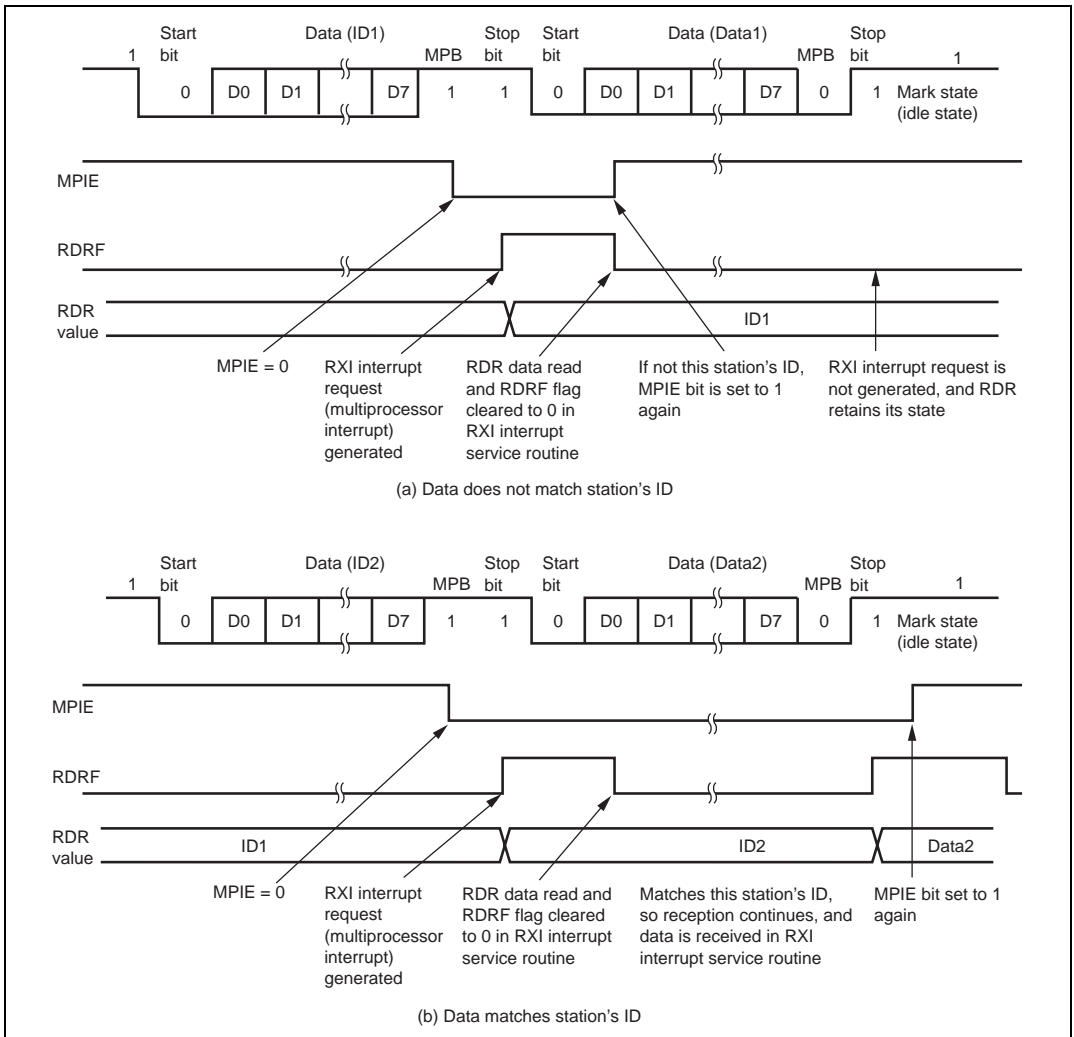 Start bit
Data (ID1)
MPB
Stop bit
Start bit
Data (Data1)
MPB
Stop bit
1
1
0 D0 D1 D7 1 1 0 D0 D1 D7 0 1 Mark state (idle state)
MPIE
RDRF
RDR value
ID1
MPIE = 0
RXI interrupt
request
(multiprocessor
interrupt)
generated
RDR data read
and RDRF flag
cleared to 0 in
RXI interrupt
service routine
If not this station's ID,
MPIE bit is set to 1
again
RXI interrupt request is
not generated, and RDR
retains its state
(a) Data does not match station's ID
Start bit
Data (ID2)
MPB
Stop bit
Start bit
Data (Data2)
MPB
Stop bit
1
1
0 D0 D1 D7 1 1 0 D0 D1 D7 0 1 Mark state (idle state)
MPIE
RDRF
RDR value
ID1
ID2
Data2
MPIE = 0
RXI interrupt
request
(multiprocessor
interrupt)
generated
RDR data read and
RDRF flag cleared
to 0 in RXI interrupt
service routine
Matches this station's ID,
so reception continues, and
data is received in RXI
interrupt service routine
MPIE bit set to 1
again
(b) Data matches station's ID